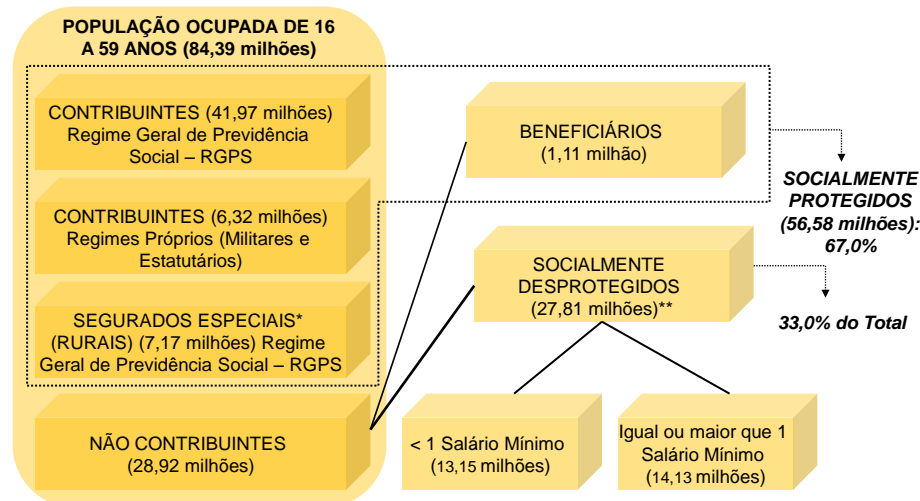 POPULAÇÃO OCUPADA DE 16
A 59 ANOS (84,39 milhões)
CONTRIBUINTES (41,97 milhões)
Regime Geral de Previdência
Social – RGPS
CONTRIBUINTES (6,32 milhões)
Regimes Próprios (Militares e
Estatutários)
SEGURADOS ESPECIAIS*
(RURAIS) (7,17 milhões) Regime
Geral de Previdência Social – RGPS
NÃO CONTRIBUINTES
(28,92 milhões)
BENEFICIÁRIOS
(1,11 milhão)
SOCIALMENTE
DESPROTEGIDOS
(27,81 milhões)**
< 1 Salário Mínimo
(13,15 milhões)
Igual ou maior que 1
Salário Mínimo
(14,13 milhões)
SOCIALMENTE
PROTEGIDOS
(56,58 milhões):
67,0%
33,0% do Total